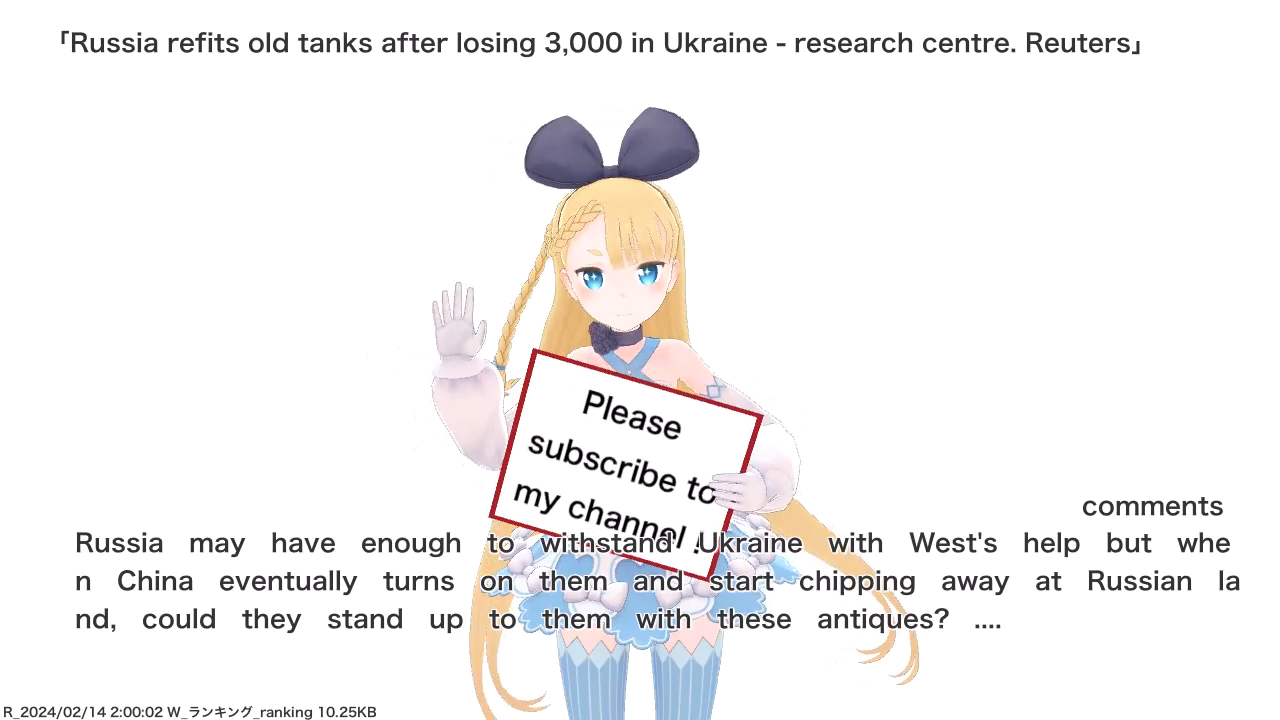 「Russia refits old tanks after losing 3,000 in Ukraine - research centre. Reuters」
Please
subscribe to
my channel !
comments
Russia may have enough to withstand Ukraine with West's help but whe
n China eventually turns on them and start chipping away at Russian la
nd, could they stand up to them with these antiques? ....
R_2024/02/14 2:00:02 W_ランキング_ranking 10.25KB